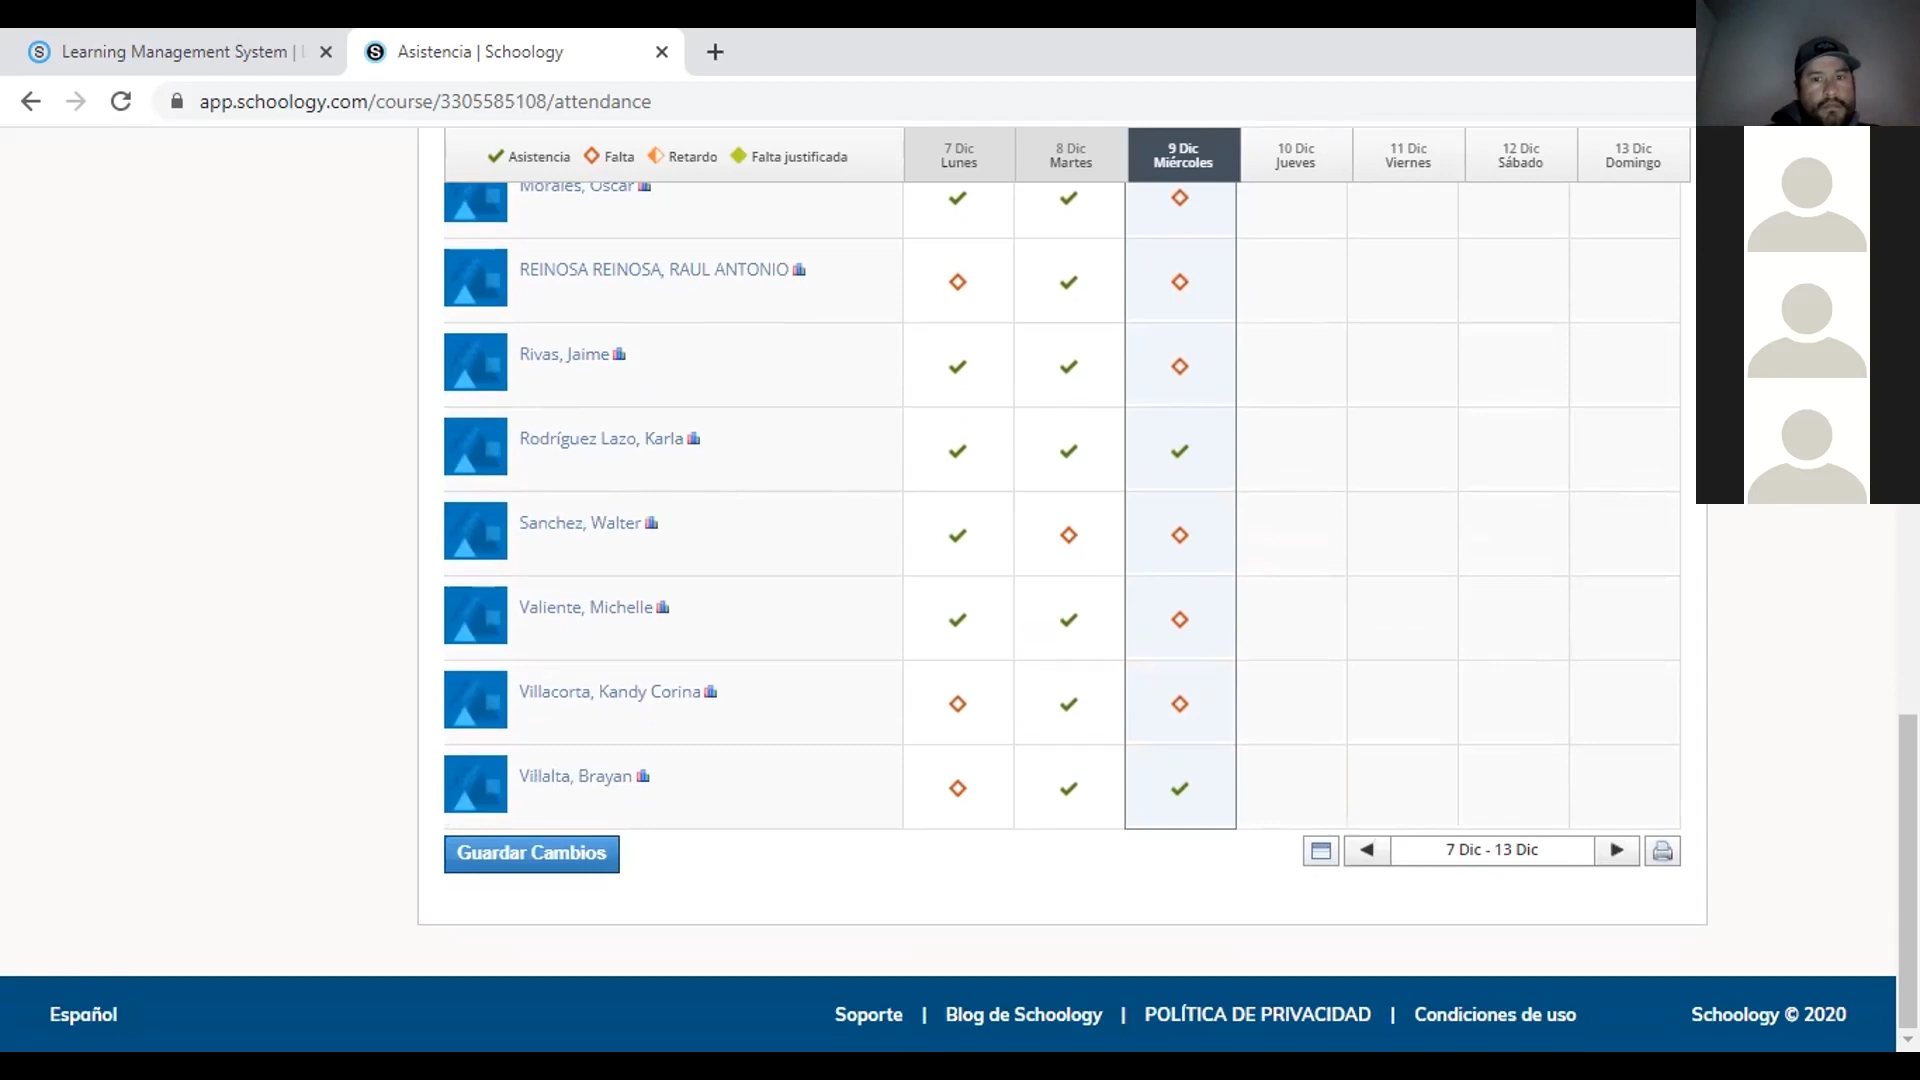 Learning Management System |
Asistencia | Schoology
app.schoology.com/course/3305585108/attendance
Asistencia Falta Retardo Falta justificada
7 Dic Lunes
8 Dic Martes
9 Dic Miércoles
10 Dic Jueves
11 Dic Viernes
12 Dic Sábado
13 Dic Domingo
Morales, Oscar
REINOSA REINOSA, RAUL ANTONIO
Rivas, Jaime
Rodríguez Lazo, Karla
Sanchez, Walter
Valiente, Michelle
Villacorta, Kandy Corina
Villalta, Brayan
Guardar Cambios
7 Dic - 13 Dic
Español
Soporte | Blog de Schoology | POLÍTICA DE PRIVACIDAD | Condiciones de uso
Schoology © 2020